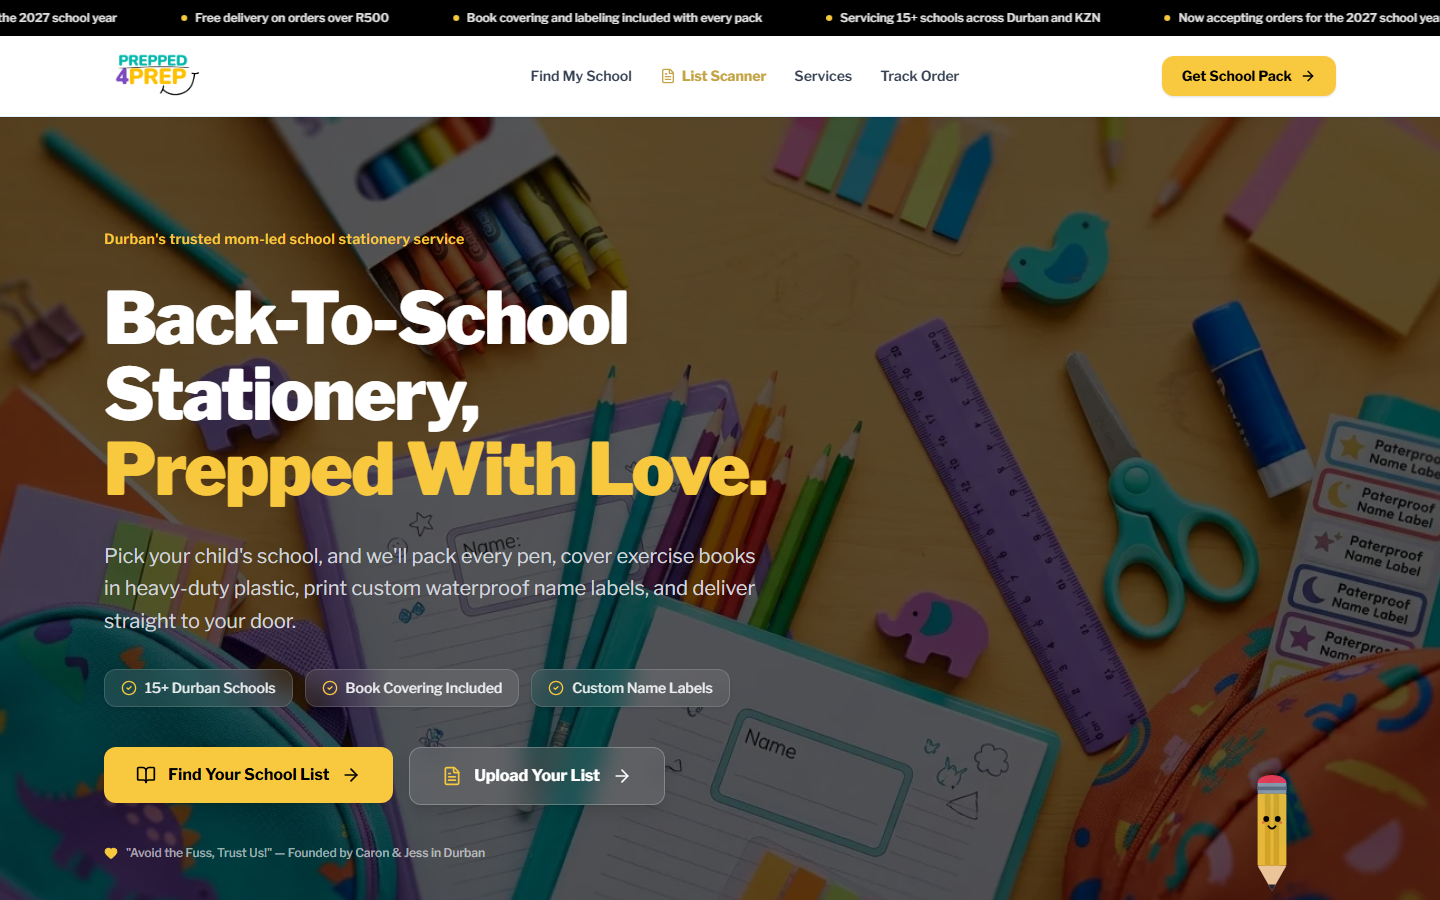 the 2027 school year
Free delivery on orders over R500
Book covering and labeling included with every pack
Servicing 15+ schools across Durban and KZN
Now accepting orders for the 2027 school year
PREPPED
4PREP
Find My School
List Scanner
Services
Track Order
Get School Pack
Durban's trusted mom-led school stationery service
Back-To-School
Stationery,
Prepped With Love.
Pick your child's school, and we'll pack every pen, cover exercise books
in heavy-duty plastic, print custom waterproof name labels, and deliver
straight to your door.
15+ Durban Schools
Book Covering Included
Custom Name Labels
Find Your School List
Upload Your List
"Avoid the Fuss, Trust Us!" — Founded by Caron & Jess in Durban
Name:
Name
Paterproof
Name Label
Paterproof
Name Label
Paterproof
Name Label
Paterproof
Name Label
Paterproof
Name Label